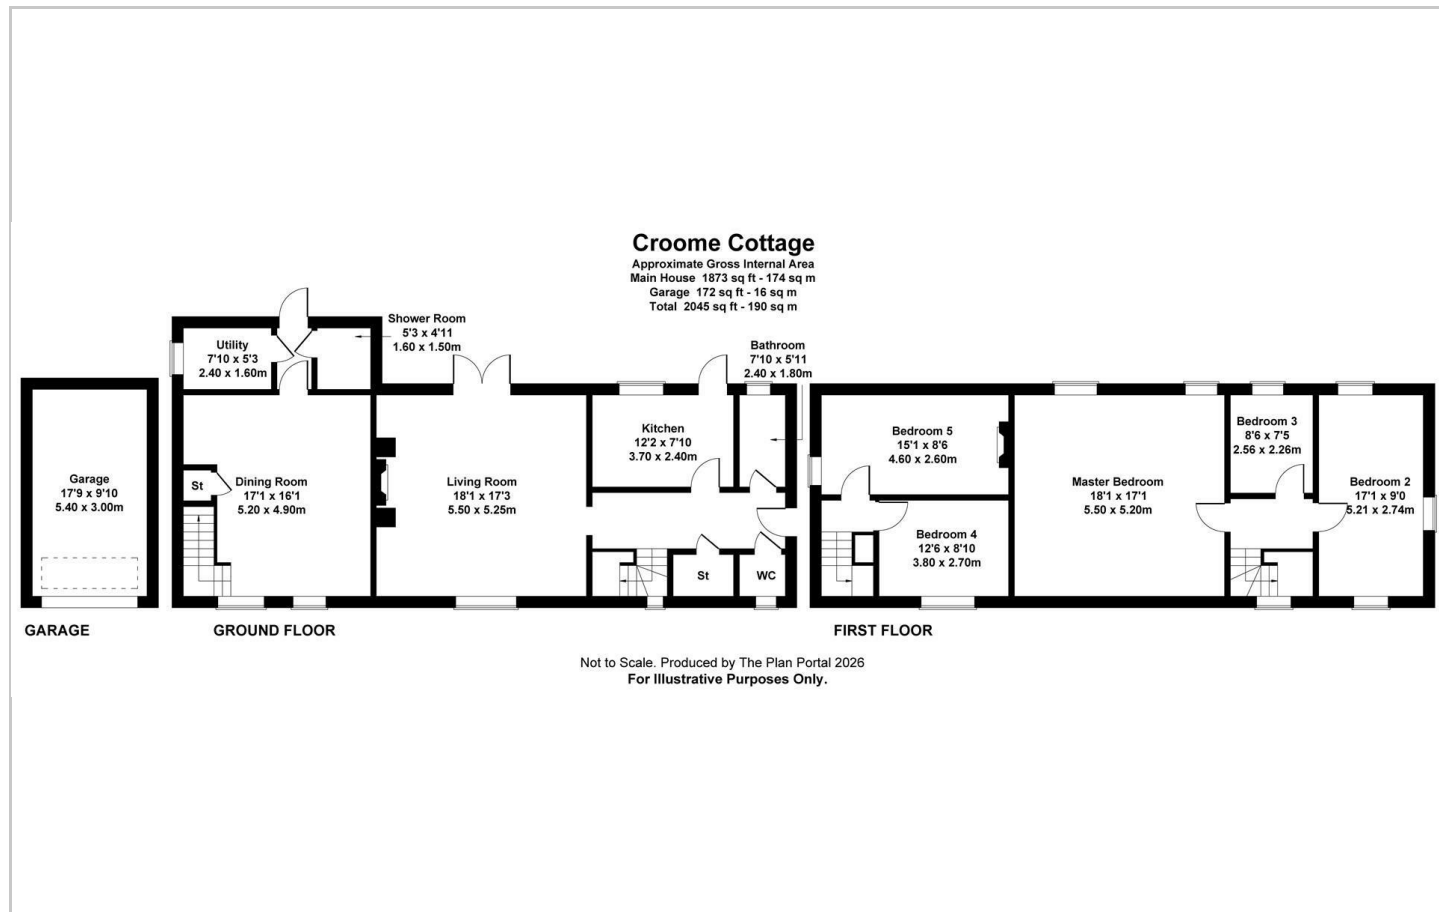 Croome Cottage
Approximate Gross Internal Area
Main House 1873 sq ft - 174 sq m
Garage 172 sq ft - 16 sq m
Total 2045 sq ft - 190 sq m
Shower Room
5'3 x 4'11
1.60 x 1.50m
Utility
7'10 x 5'3
2.40 x 1.60m
Bathroom
7'10 x 5'11
2.40 x 1.80m
Garage
17'9 x 9'10
5.40 x 3.00m
St
Dining Room
17'1 x 16'1
5.20 x 4.90m
Living Room
18'1 x 17'3
5.50 x 5.25m
Kitchen
12'2 x 7'10
3.70 x 2.40m
St
WC
Bedroom 5
15'1 x 8'6
4.60 x 2.60m
Bedroom 4
12'6 x 8'10
3.80 x 2.70m
Master Bedroom
18'1 x 17'1
5.50 x 5.20m
Bedroom 3
8'6 x 7'5
2.56 x 2.26m
Bedroom 2
17'1 x 9'0
5.21 x 2.74m
GARAGE
GROUND FLOOR
FIRST FLOOR
Not to Scale. Produced by The Plan Portal 2026
For Illustrative Purposes Only.